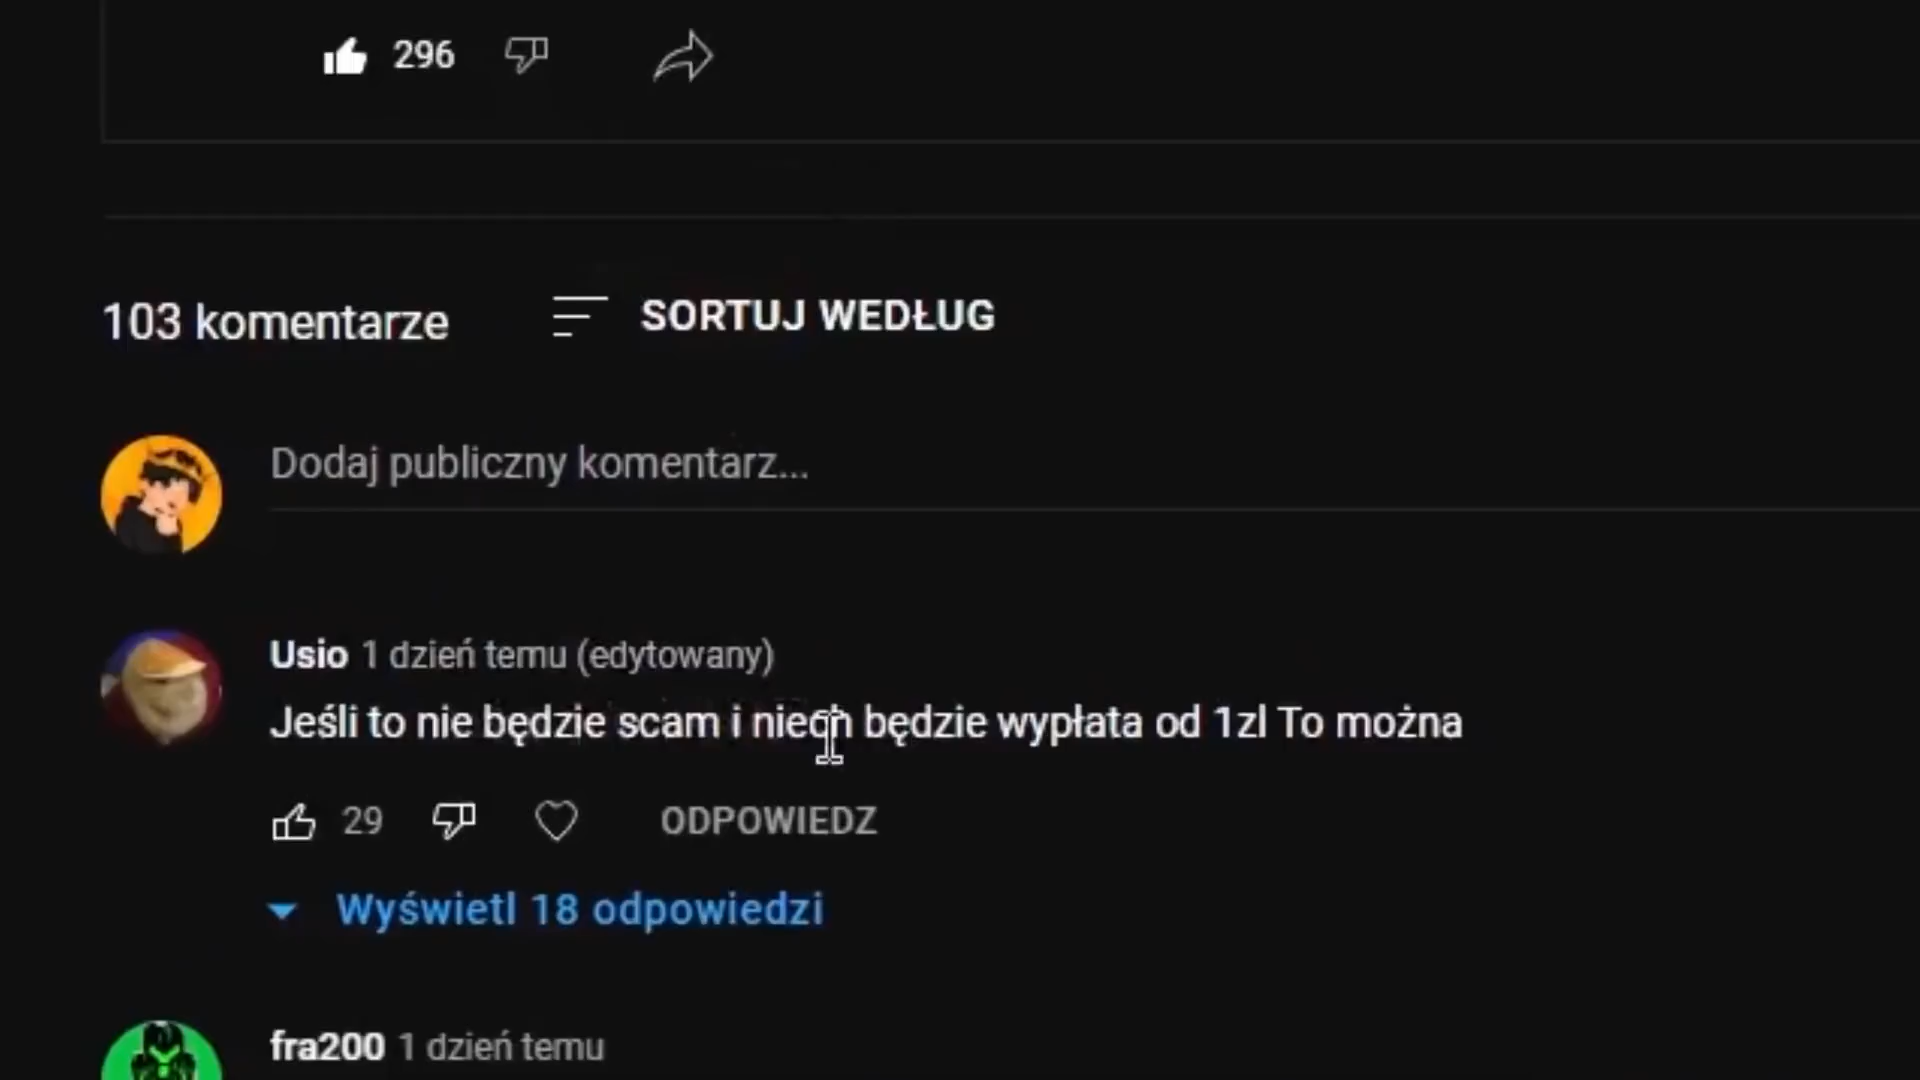 296
103 komentarze
SORTUJ WEDŁUG
Dodaj publiczny komentarz...
Usio 1 dzień temu (edytowany)
Jeśli to nie będzie scam i niech będzie wypłata od 1zl To można
29
ODPOWIEDZ
Wyświetl 18 odpowiedzi
fra200 1 dzień temu